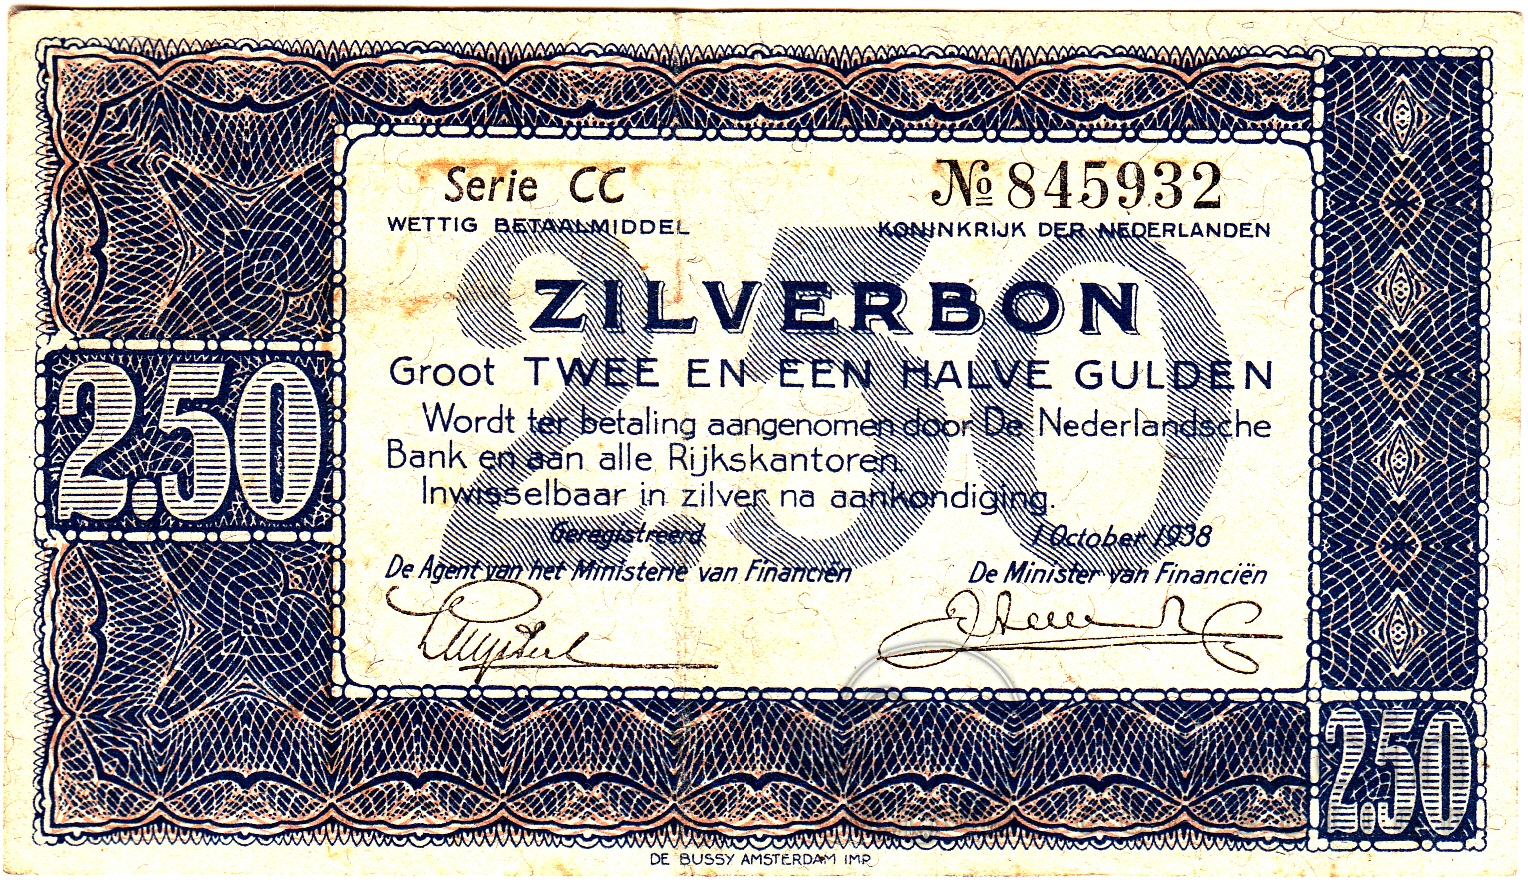 Serie CC № 845932
WETTIG BETAALMIDDEL KONINKRIJK DER NEDERLANDEN
ZILVERBON
Groot TWEE EN EEN HALVE GULDEN
Wordt ter betaling aangenomen door De Nederlandsche
Bank en aan alle Rijkskantoren.
Inwisselbaar in zilver na aankondiging.
2.50
2.50
Geregistreerd 1 October 1938
De Agent van het Ministerie van Financiën De Minister van Financiën
2.50
DE BUSSY AMSTERDAM IMP.